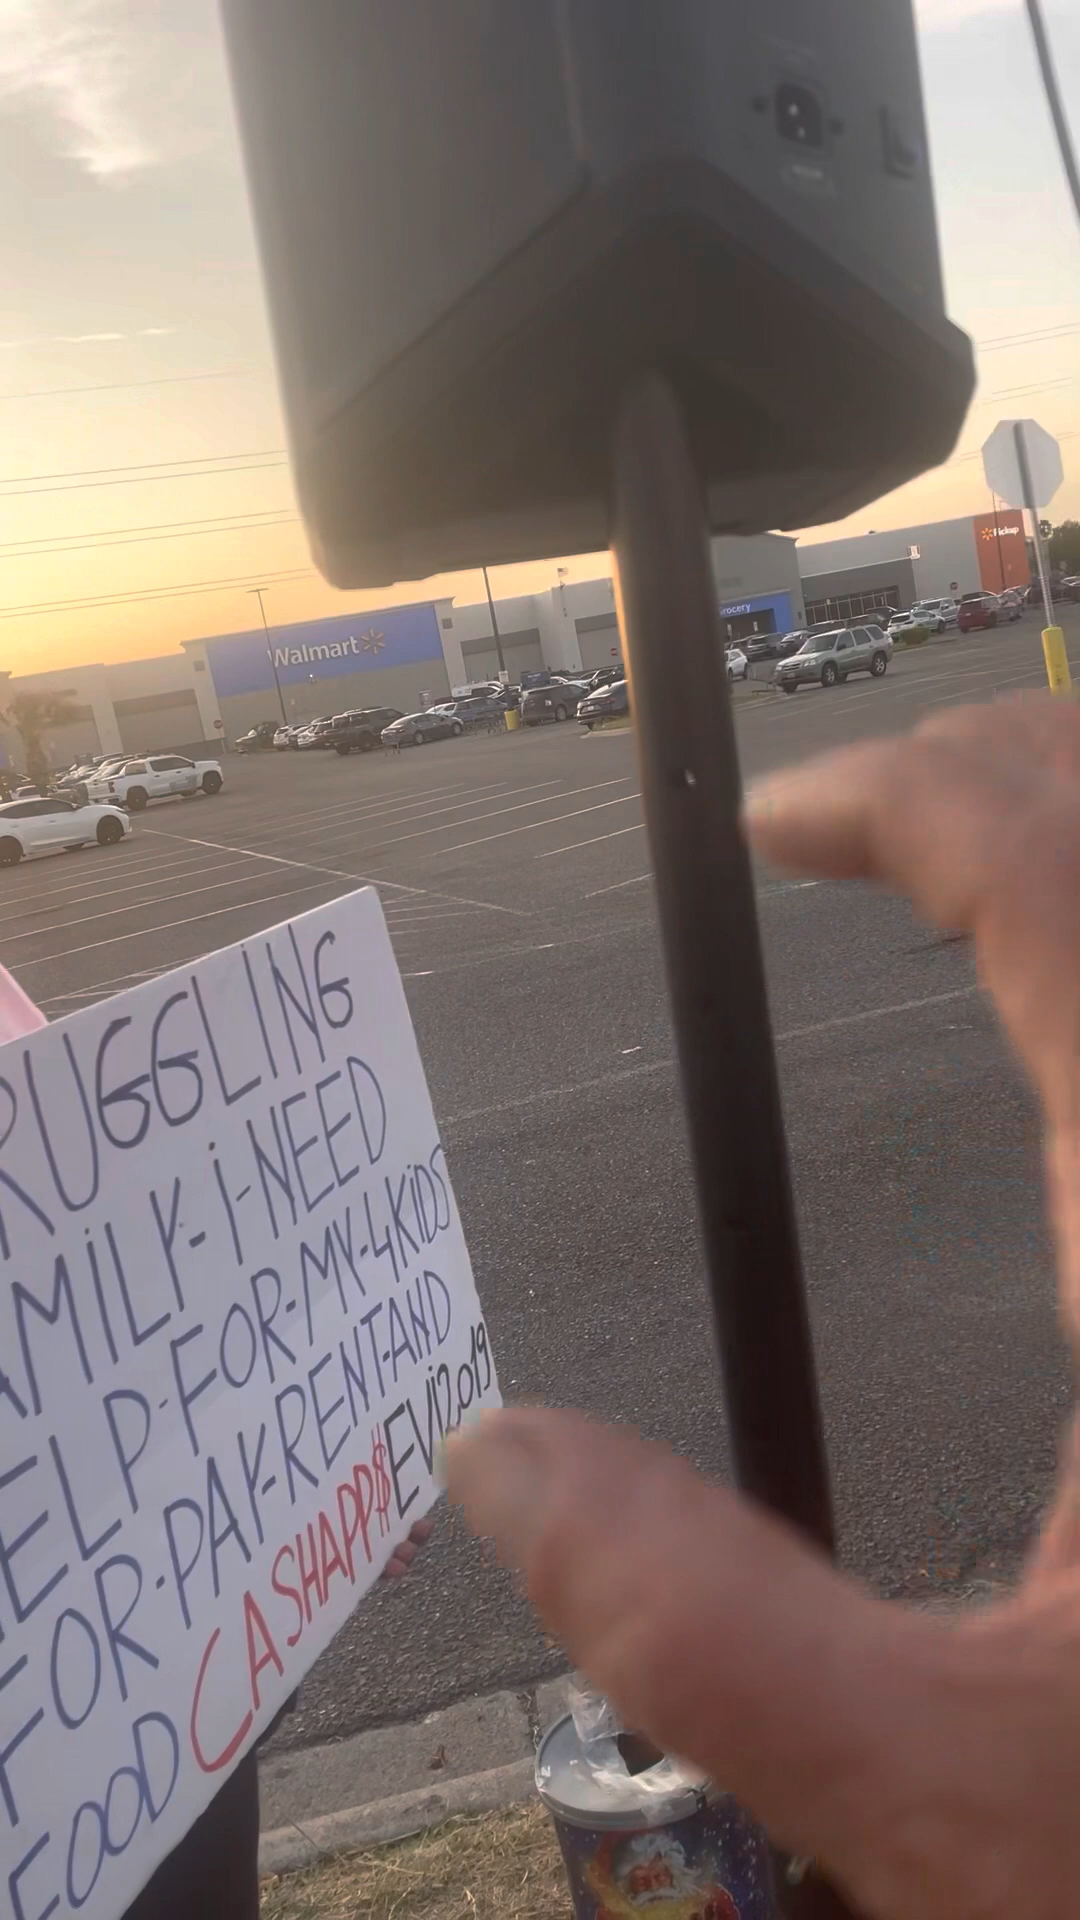 Pickup
Walmart
Grocery
RUGGLING
AMILY-I-NEED
ELP-FOR-MY-4KIDS
FOR-PAY-RENT-AND
FOOD CASHAPP$EVI2019